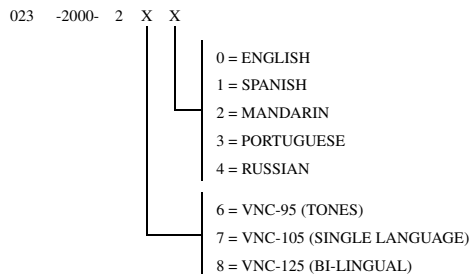 023 -2000- 2 X X
0 = ENGLISH
1 = SPANISH
2 = MANDARIN
3 = PORTUGUESE
4 = RUSSIAN
6 = VNC-95 (TONES)
7 = VNC-105 (SINGLE LANGUAGE)
8 = VNC-125 (BI-LINGUAL)